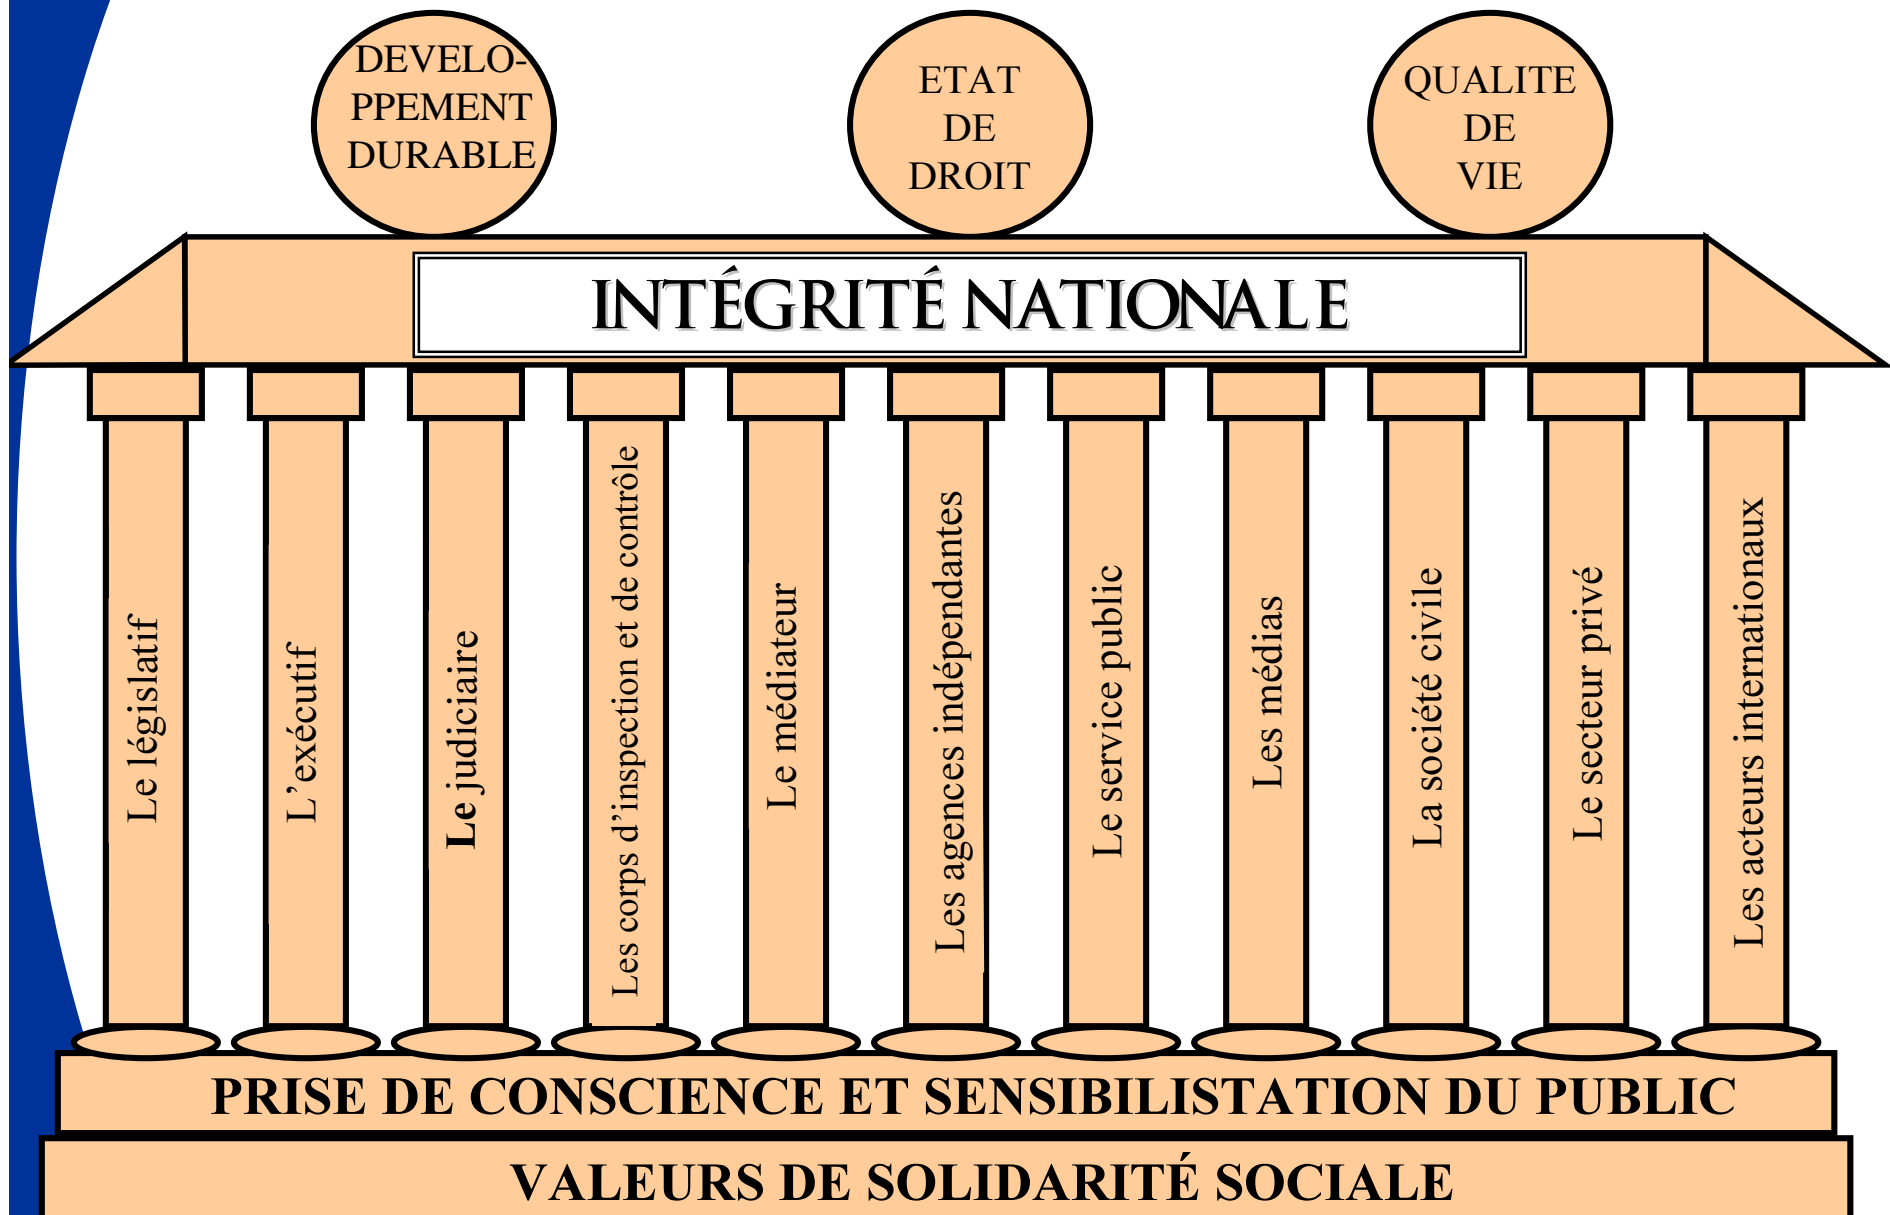 DEVELO-
PPEMENT
DURABLE
ETAT
DE
DROIT
QUALITE
DE
VIE
INTÉGRITÉ NATIONALE
Le législatif
L’exécutif
Le judiciaire
Les corps d’inspection et de contrôle
Le médiateur
Les agences indépendantes
Le service public
Les médias
La société civile
Le secteur privé
Les acteurs internationaux
PRISE DE CONSCIENCE ET SENSIBILISTATION DU PUBLIC
VALEURS DE SOLIDARITÉ SOCIALE